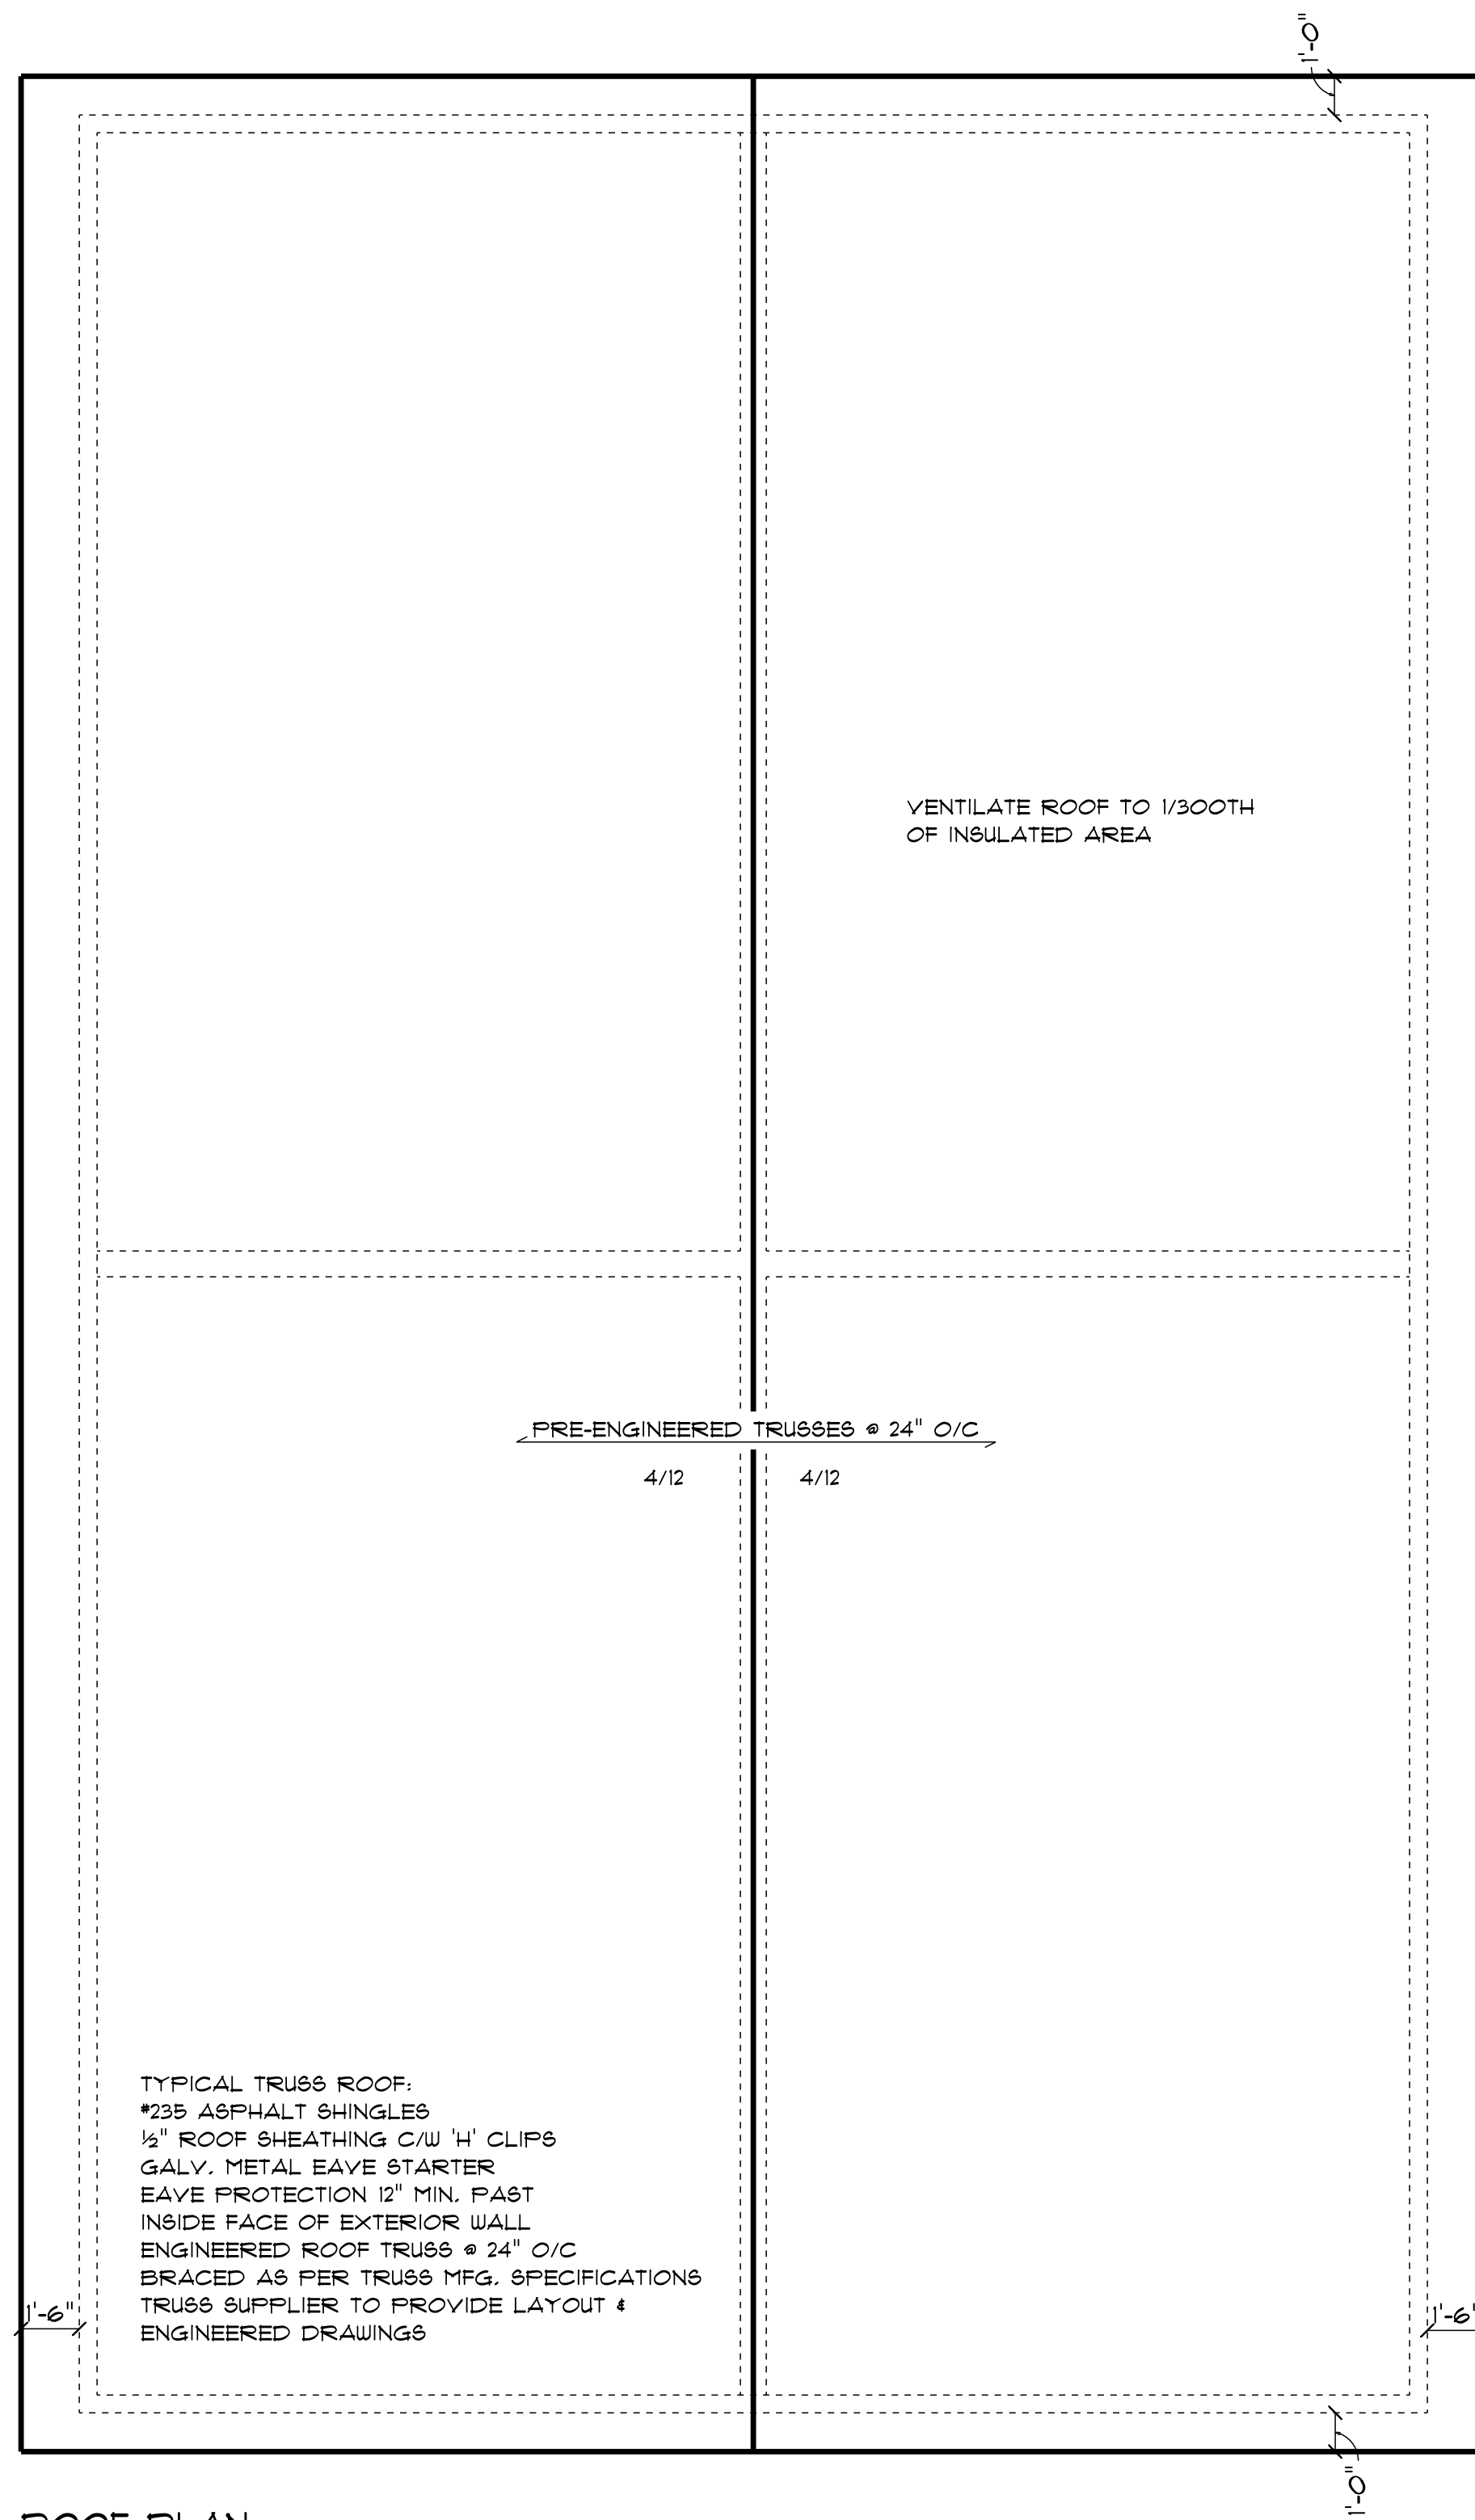 1'-0"
VENTILATE ROOF TO 1/300TH
OF INSULATED AREA
PRE-ENGINEERED TRUSSES @ 24" O/C
4/12 4/12
TYPICAL TRUSS ROOF:
#235 ASPHALT SHINGLES
½" ROOF SHEATHING C/W 'H' CLIPS
GALV. METAL EAVE STARTER
EAVE PROTECTION 12" MIN. PAST
INSIDE FACE OF EXTERIOR WALL
ENGINEERED ROOF TRUSS @ 24" O/C
BRACED AS PER TRUSS MFG. SPECIFICATIONS
TRUSS SUPPLIER TO PROVIDE LAYOUT &
ENGINEERED DRAWINGS
1'-6" 1'-6"
1'-0"
ROOF PLAN